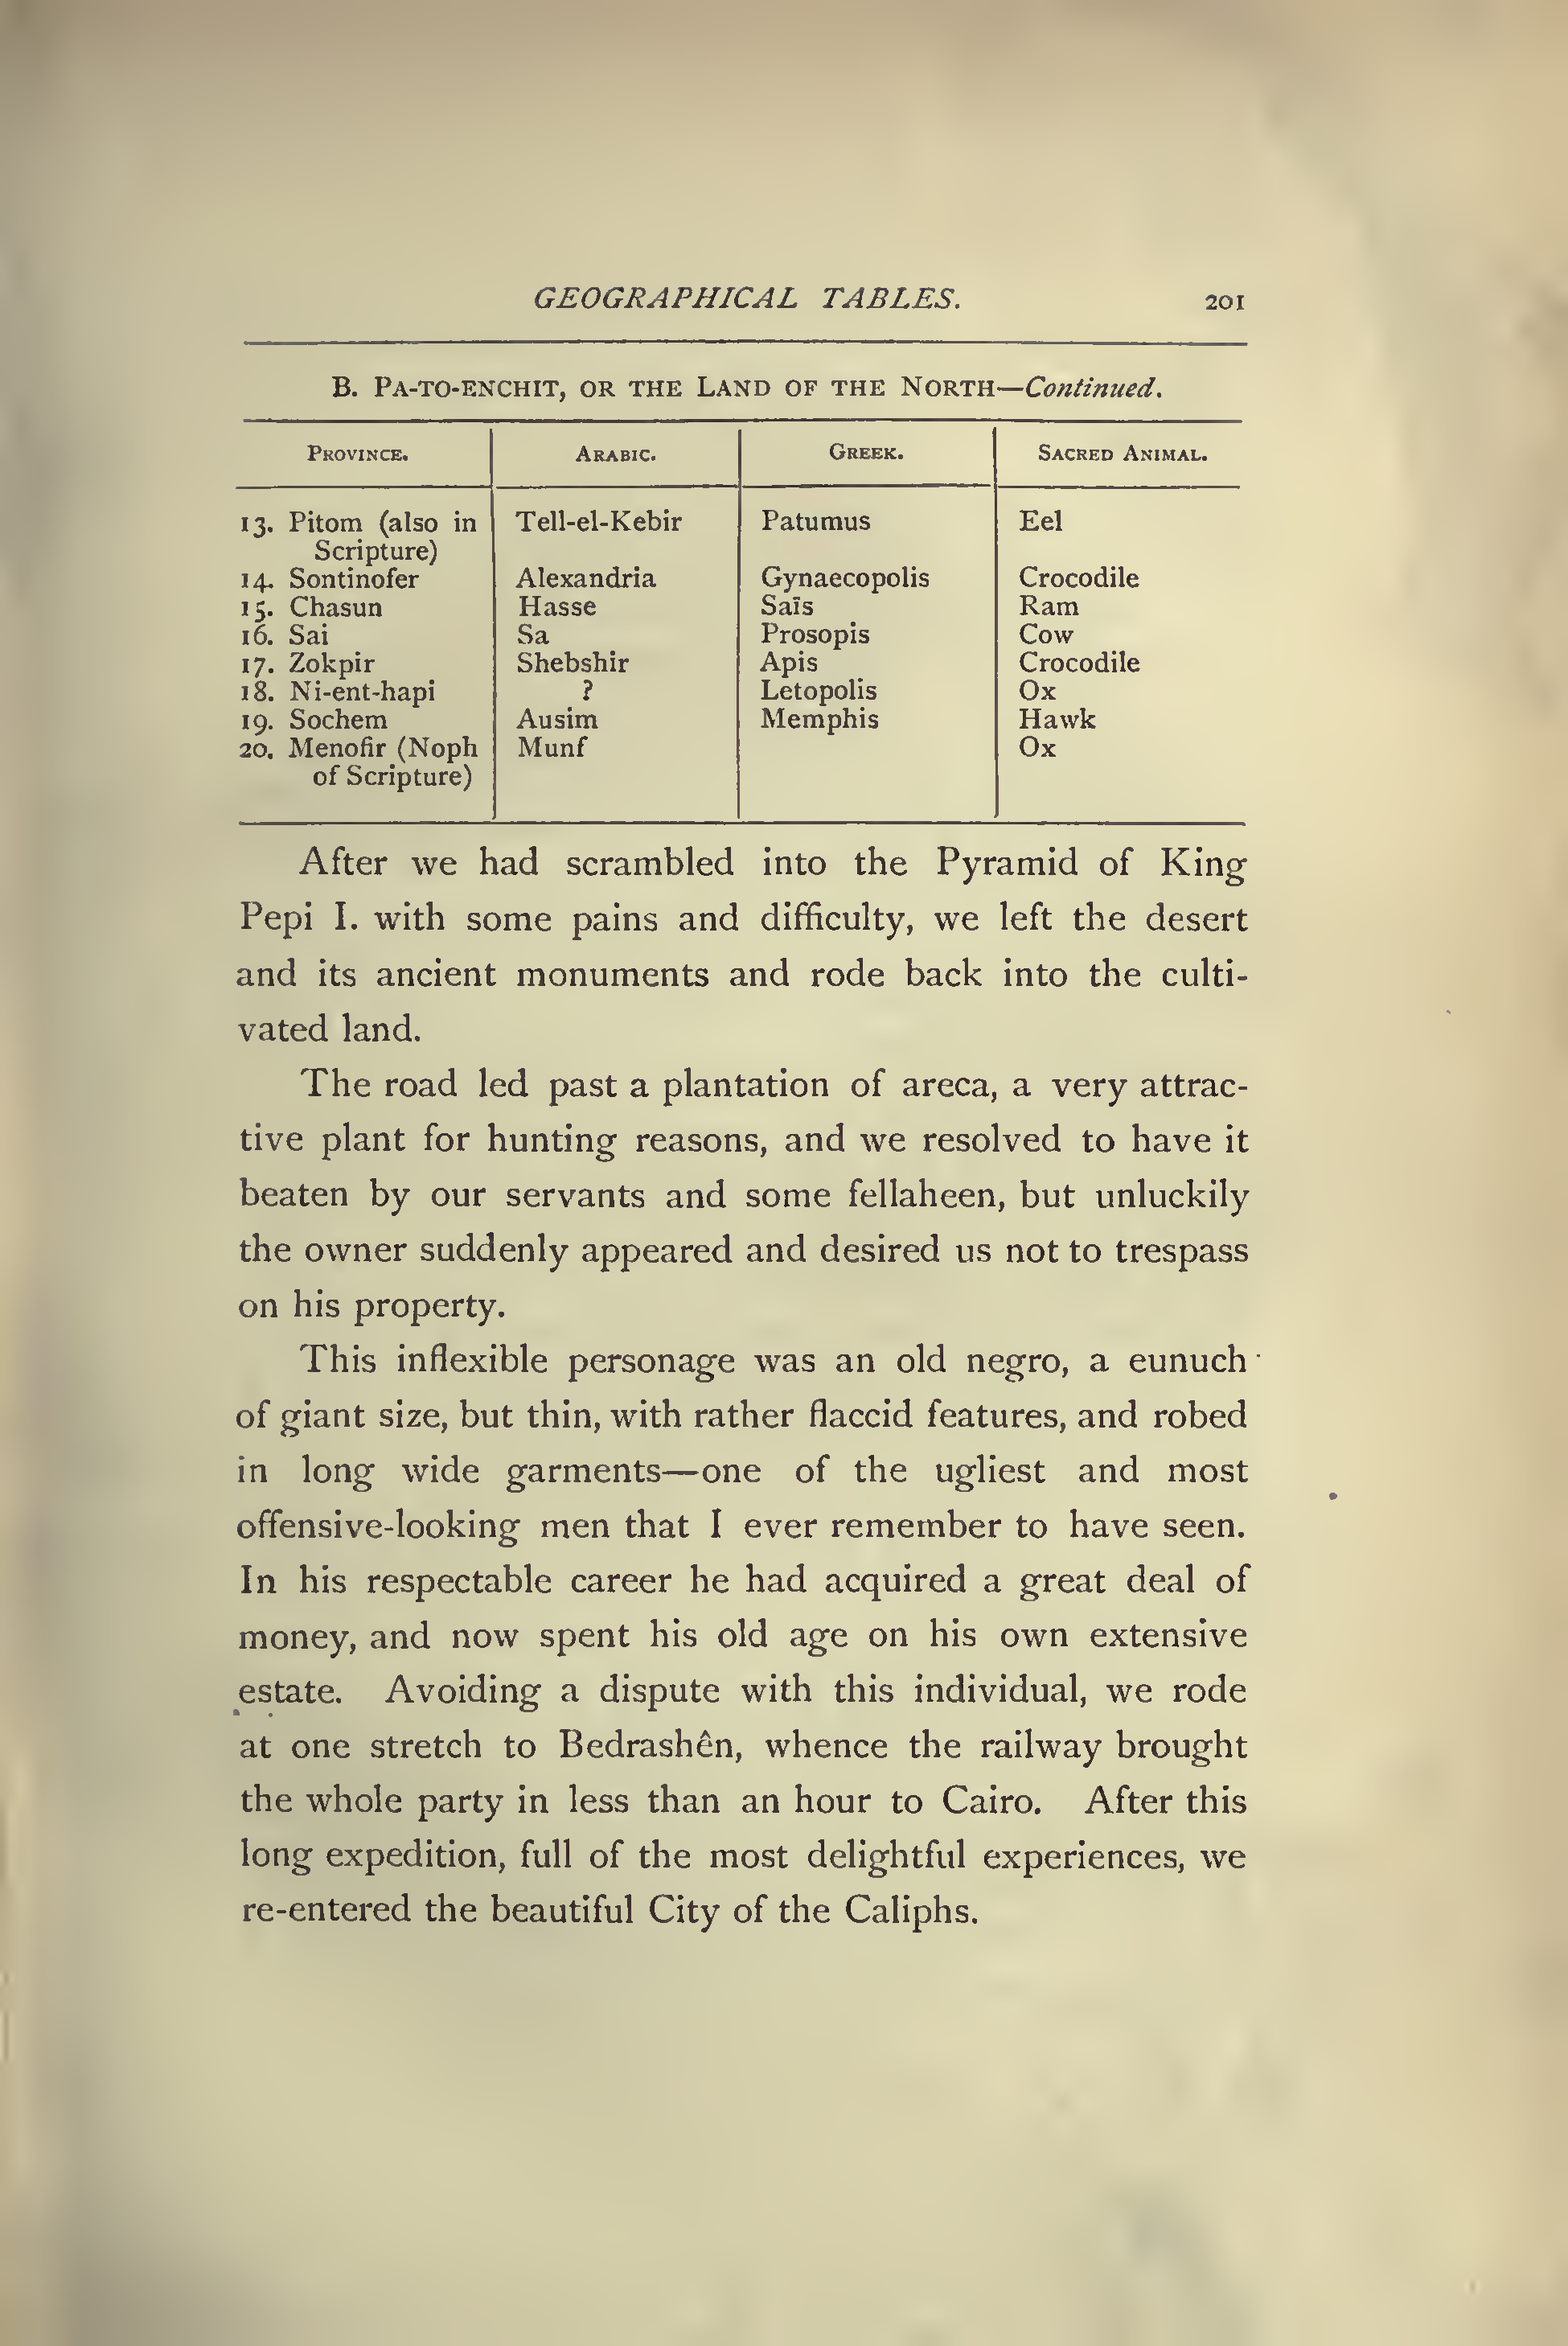 GEOGRAPHICAL TABLES. 201
B. PA-TO-ENCHIT, OR THE LAND OF THE NORTH—Continued.
PROVINCE. ARABIC. GREEK. SACRED ANIMAL.
13. Pitom (also in Tell-el-Kebir Patumus Eel
Scripture)
14. Sontinofer Alexandria Gynaecopolis Crocodile
15. Chasun Hasse Saïs Ram
16. Sai Sa Prosopis Cow
17. Zokpir Shebshir Apis Crocodile
18. Ni-ent-hapi ? Letopolis Ox
19. Sochem Ausim Memphis Hawk
20. Menofir (Noph Munf Ox
of Scripture)
After we had scrambled into the Pyramid of King
Pepi I. with some pains and difficulty, we left the desert
and its ancient monuments and rode back into the culti-
vated land.
The road led past a plantation of areca, a very attrac-
tive plant for hunting reasons, and we resolved to have it
beaten by our servants and some fellaheen, but unluckily
the owner suddenly appeared and desired us not to trespass
on his property.
This inflexible personage was an old negro, a eunuch
of giant size, but thin, with rather flaccid features, and robed
in long wide garments—one of the ugliest and most
offensive-looking men that I ever remember to have seen.
In his respectable career he had acquired a great deal of
money, and now spent his old age on his own extensive
estate. Avoiding a dispute with this individual, we rode
at one stretch to Bedrashên, whence the railway brought
the whole party in less than an hour to Cairo. After this
long expedition, full of the most delightful experiences, we
re-entered the beautiful City of the Caliphs.